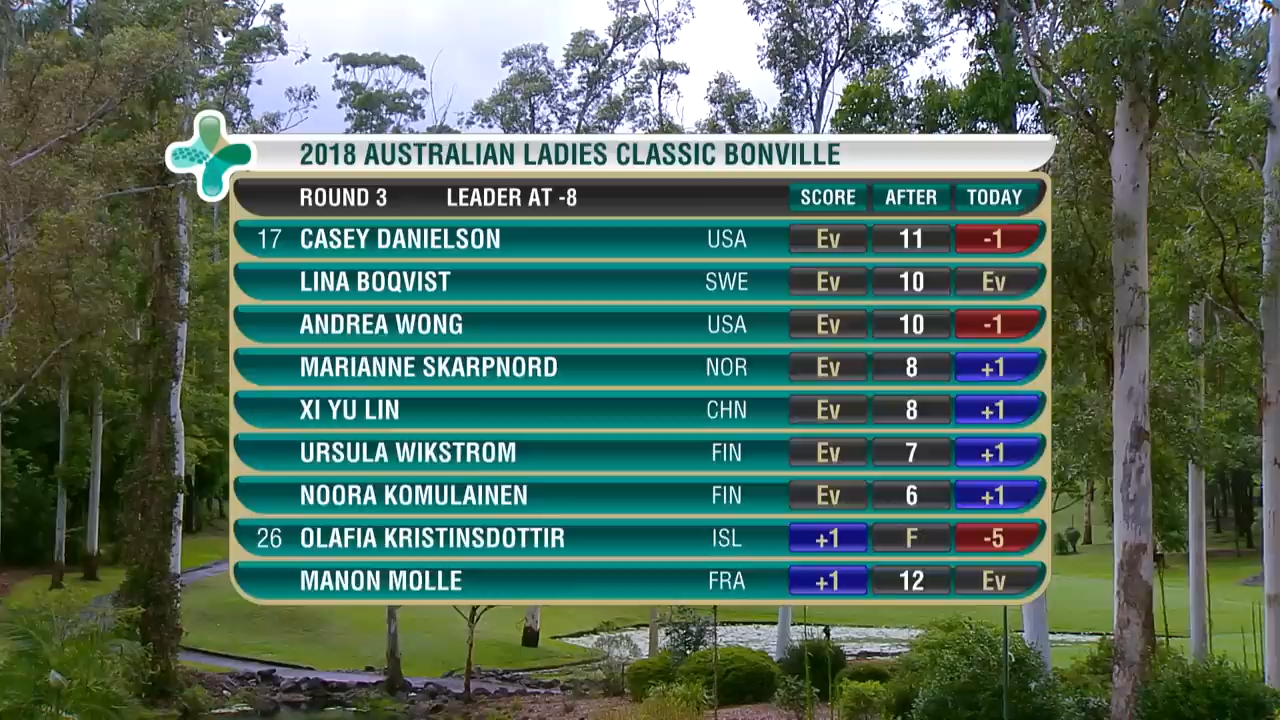 2018 AUSTRALIAN LADIES CLASSIC BONVILLE
ROUND 3 LEADER AT -8 SCORE AFTER TODAY
17 CASEY DANIELSON USA Ev 11 -1
LINA BOQVIST SWE Ev 10 Ev
ANDREA WONG USA Ev 10 -1
MARIANNE SKARPNORD NOR Ev 8 +1
XI YU LIN CHN Ev 8 +1
URSULA WIKSTROM FIN Ev 7 +1
NOORA KOMULAINEN FIN Ev 6 +1
26 OLAFIA KRISTINSDOTTIR ISL +1 F -5
MANON MOLLE FRA +1 12 Ev